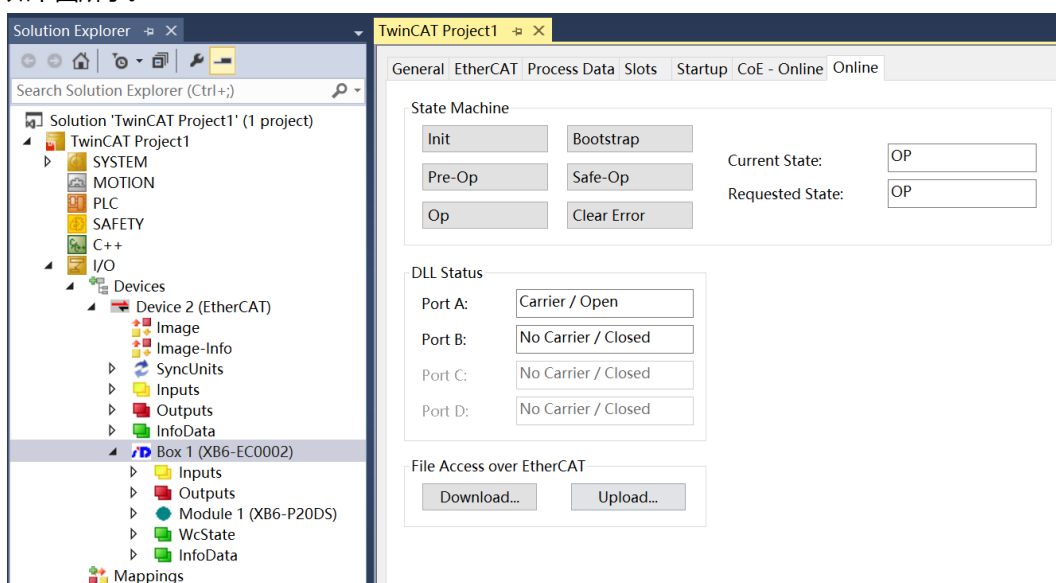 Solution Explorer
Search Solution Explorer (Ctrl+;)
Solution 'TwinCAT Project1' (1 project)
TwinCAT Project1
SYSTEM
MOTION
PLC
SAFETY
C++
I/O
Devices
Device 2 (EtherCAT)
Image
Image-Info
SyncUnits
Inputs
Outputs
InfoData
Box 1 (XB6-EC0002)
Inputs
Outputs
Module 1 (XB6-P20DS)
WcState
InfoData
Mappings
TwinCAT Project1
General EtherCAT Process Data Slots Startup CoE - Online Online
State Machine
Init Bootstrap
Pre-Op Safe-Op
Op Clear Error
Current State: OP
Requested State: OP
DLL Status
Port A: Carrier / Open
Port B: No Carrier / Closed
Port C: No Carrier / Closed
Port D: No Carrier / Closed
File Access over EtherCAT
Download... Upload...